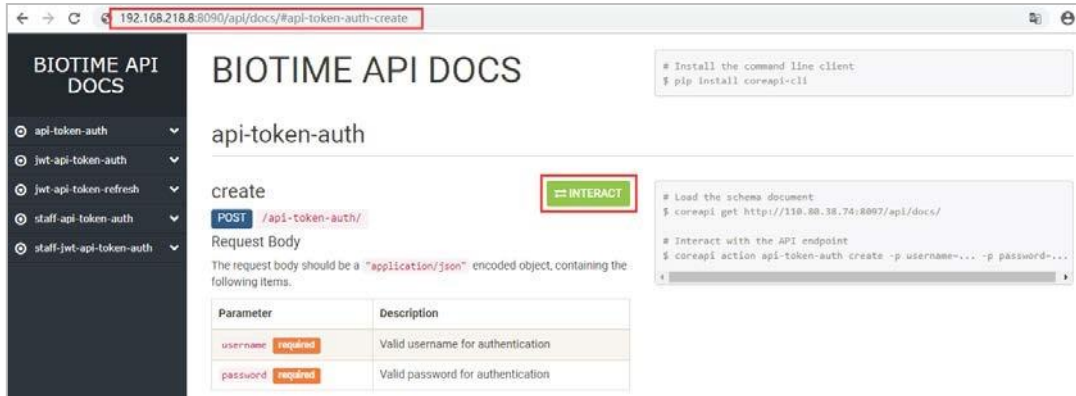 192.168.218.8:8090/api/docs/#api-token-auth-create
BIOTIME API
DOCS
api-token-auth
jwt-api-token-auth
jwt-api-token-refresh
staff-api-token-auth
staff-jwt-api-token-auth
BIOTIME API DOCS
# Install the command line client
$ pip install coreapi-cli
api-token-auth
create
INTERACT
POST /api-token-auth/
Request Body
The request body should be a "application/json" encoded object, containing the
following items.
Parameter Description
username required Valid username for authentication
password required Valid password for authentication
# Load the schema document
$ coreapi get http://110.80.38.74:8097/api/docs/
# Interact with the API endpoint
$ coreapi action api-token-auth create -p username=... -p password=...